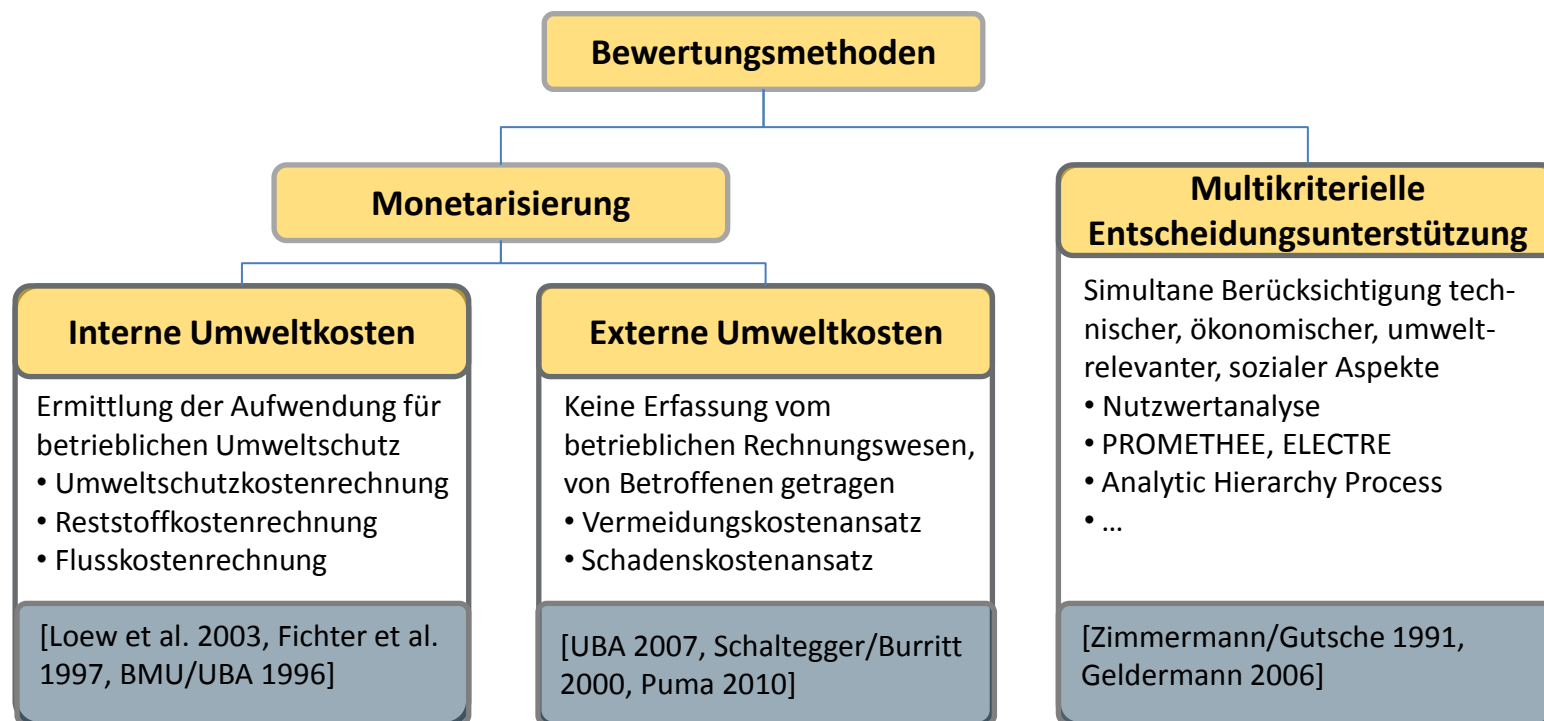 Bewertungsmethoden
Monetarisierung
Multikriterielle
Entscheidungsunterstützung
Interne Umweltkosten
Ermittlung der Aufwendung für
betrieblichen Umweltschutz
• Umweltschutzkostenrechnung
• Reststoffkostenrechnung
• Flusskostenrechnung
[Loew et al. 2003, Fichter et al.
1997, BMU/UBA 1996]
Externe Umweltkosten
Keine Erfassung vom
betrieblichen Rechnungswesen,
von Betroffenen getragen
• Vermeidungskostenansatz
• Schadenskostenansatz
[UBA 2007, Schaltegger/Burritt
2000, Puma 2010]
Simultane Berücksichtigung tech-
nischer, ökonomischer, umwelt-
relevanter, sozialer Aspekte
• Nutzwertanalyse
• PROMETHEE, ELECTRE
• Analytic Hierarchy Process
• ...
[Zimmermann/Gutsche 1991,
Geldermann 2006]